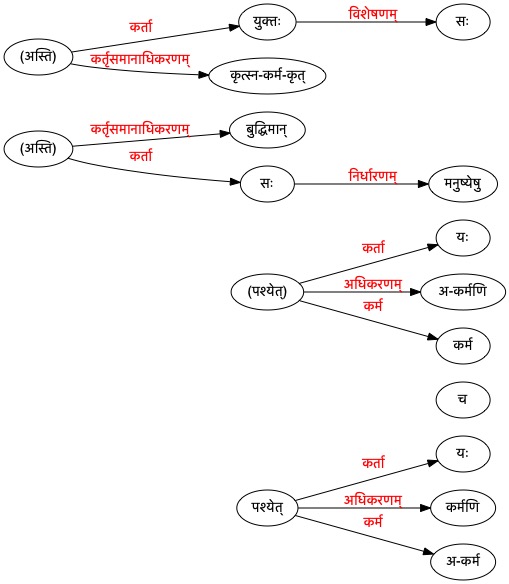 कर्ता
युक्तः
विशेषणम्
सः
(अस्ति)
कर्तृसमानाधिकरणम्
कृत्स्न-कर्म-कृत्
कर्तृसमानाधिकरणम्
बुद्धिमान्
(अस्ति)
कर्ता
सः
निर्धारणम्
मनुष्येषु
कर्ता
यः
(पश्येत्)
अधिकरणम्
अ-कर्मणि
कर्म
कर्म
च
कर्ता
यः
पश्येत्
अधिकरणम्
कर्मणि
कर्म
अ-कर्म